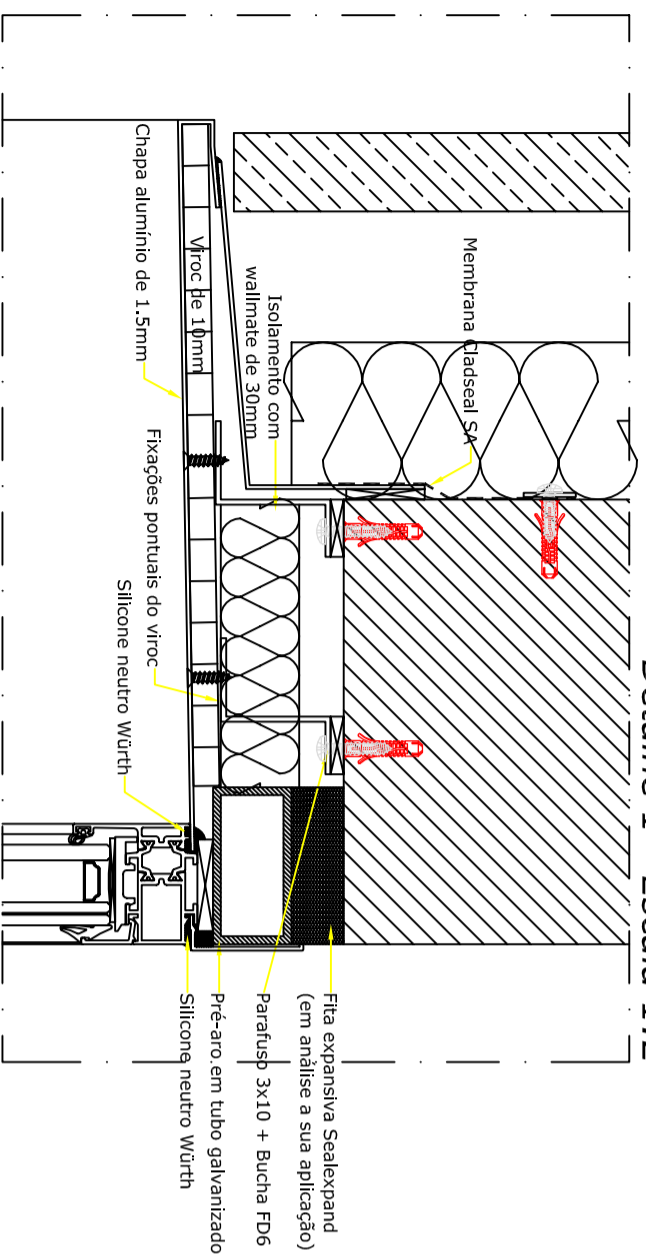 Membrana Cladseal SA
Isolamento com
wallmate de 30mm
Viroc de 10mm
Chapa alumínio de 1.5mm
Fixações pontuais do viroc
Silicone neutro Würth
Fita expansiva Sealexpand
(em análise a sua aplicação)
Parafuso 3x10 + Bucha FD6
Pré-aro em tubo galvanizado
Silicone neutro Würth